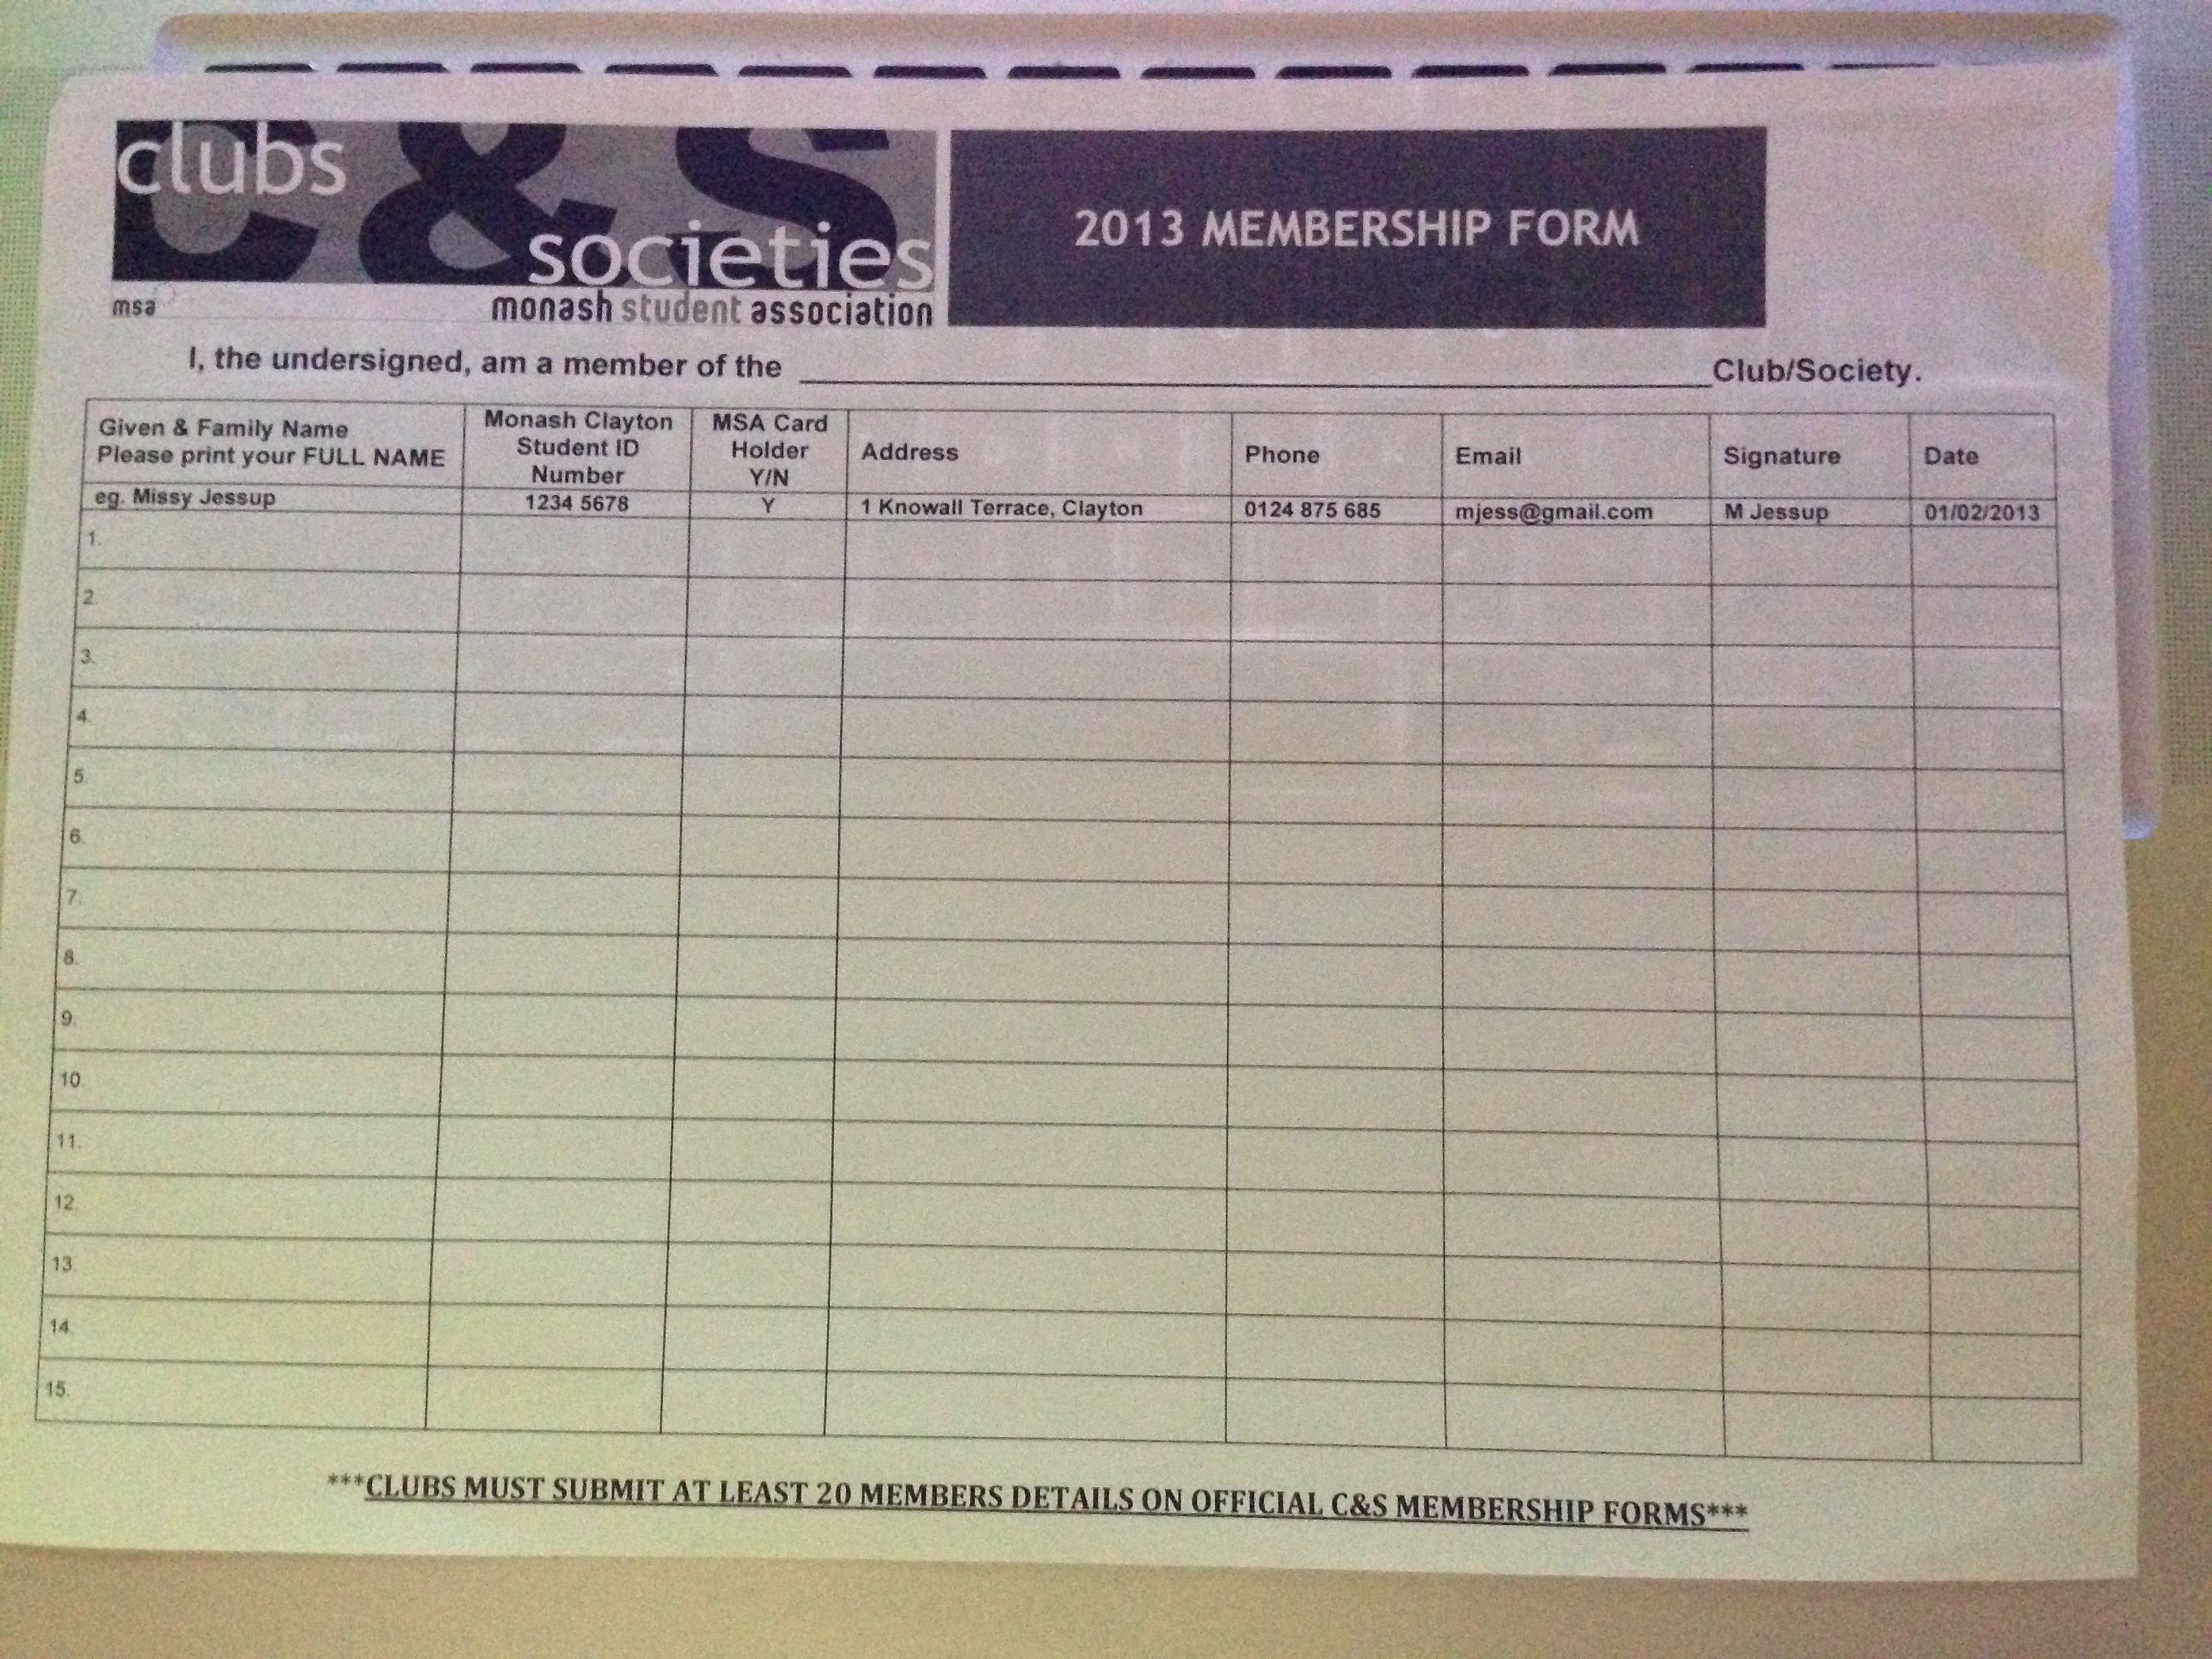 clubs
C&S
societies
msa
monash student association
2013 MEMBERSHIP FORM
I, the undersigned, am a member of the ____________________ Club/Society.
Given & Family Name
Please print your FULL NAME
Monash Clayton
Student ID
Number
MSA Card
Holder
Y/N
Address
Phone
Email
Signature
Date
eg. Missy Jessup 1234 5678 Y 1 Knowall Terrace, Clayton 0124 875 685 mjess@gmail.com M Jessup 01/02/2013
1.
2.
3.
4.
5.
6.
7.
8.
9.
10.
11.
12.
13.
14.
15.
***CLUBS MUST SUBMIT AT LEAST 20 MEMBERS DETAILS ON OFFICIAL C&S MEMBERSHIP FORMS***